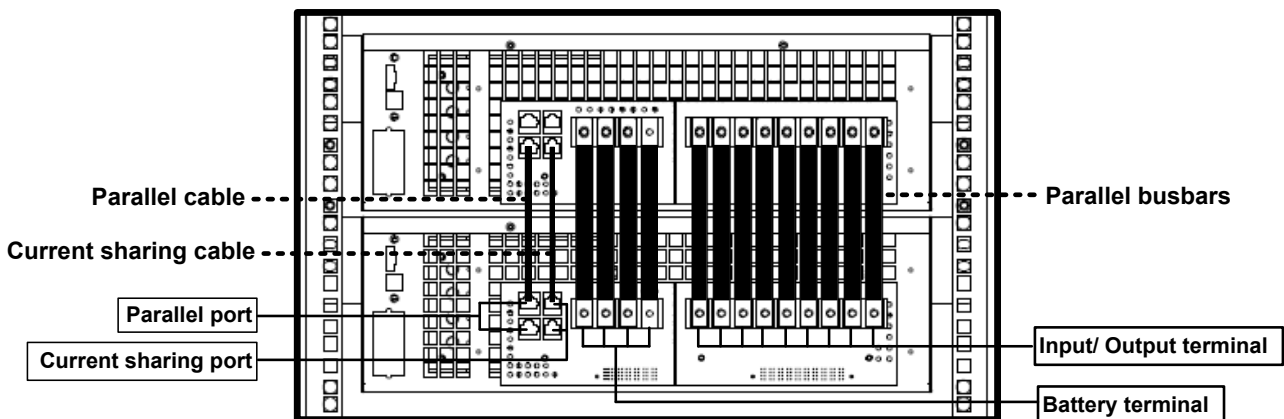 Parallel cable
Parallel busbars
Current sharing cable
Parallel port
Current sharing port
Input/ Output terminal
Battery terminal